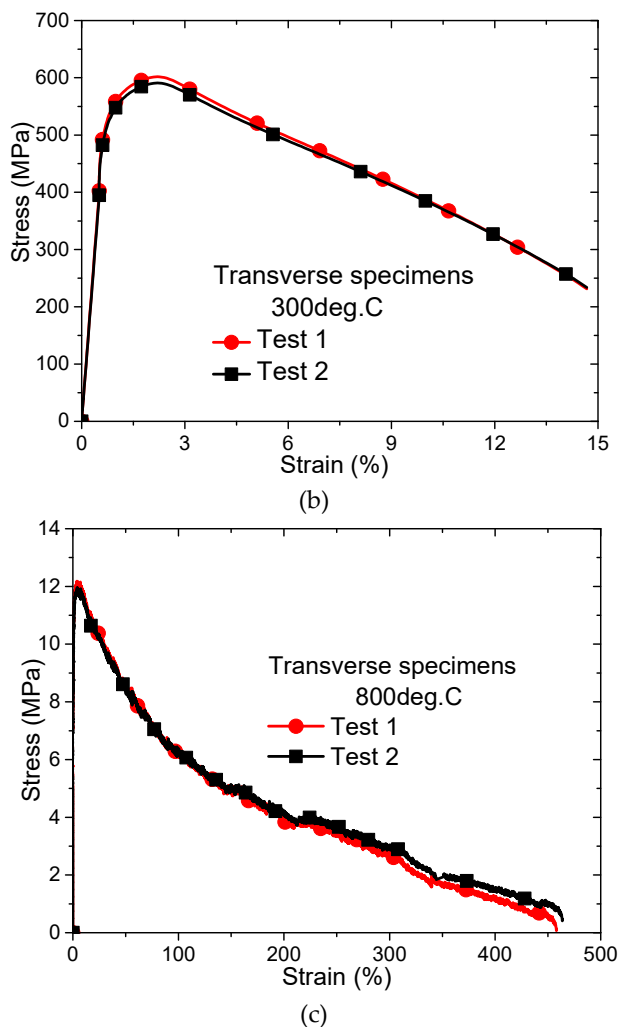 700
600
500
400
300
200
100
0
Stress (MPa)
Transverse specimens
300deg.C
Test 1
Test 2
0 3 6 9 12 15
Strain (%)
(b)
14
12
10
8
6
4
2
0
Stress (MPa)
Transverse specimens
800deg.C
Test 1
Test 2
0 100 200 300 400 500
Strain (%)
(c)